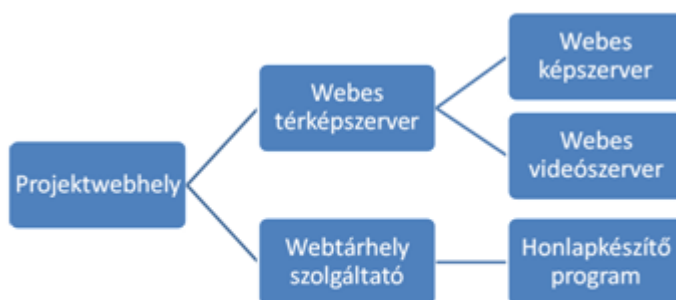 Projektwebhely
Webes
térképszerver
Webes
képszerver
Webes
videószerver
Webtárhely
szolgáltató
Honlapkészítő
program